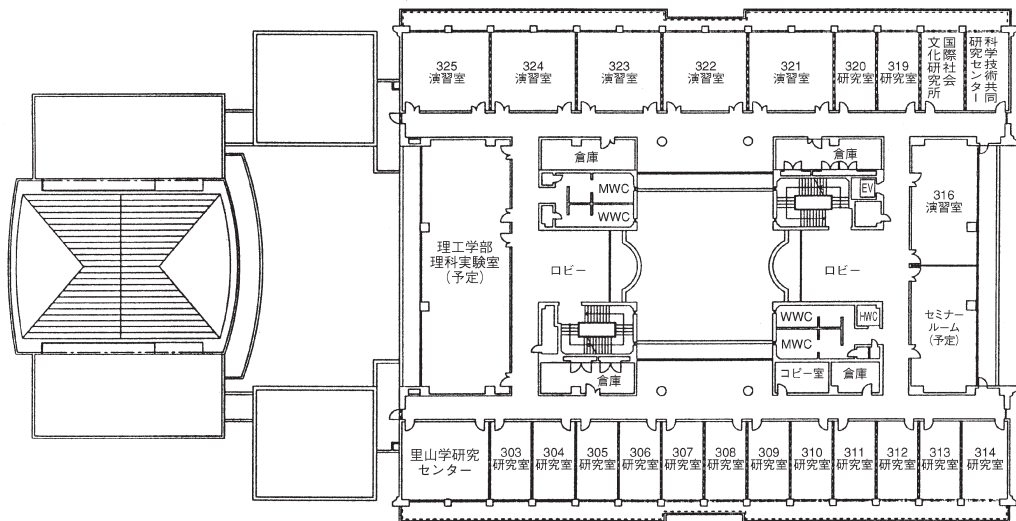 325
演習室
324
演習室
323
演習室
322
演習室
321
演習室
320
研究室
319
研究室
国際社会
文化研究所
科学技術共同
研究センター
倉庫
倉庫
MWC
WWC
EV
316
演習室
理工学部
理科実験室
(予定)
ロビー
ロビー
WWC
MWC
HWC
セミナー
ルーム
(予定)
倉庫
コピー室
倉庫
里山学研究
センター
303
研究室
304
研究室
305
研究室
306
研究室
307
研究室
308
研究室
309
研究室
310
研究室
311
研究室
312
研究室
313
研究室
314
研究室